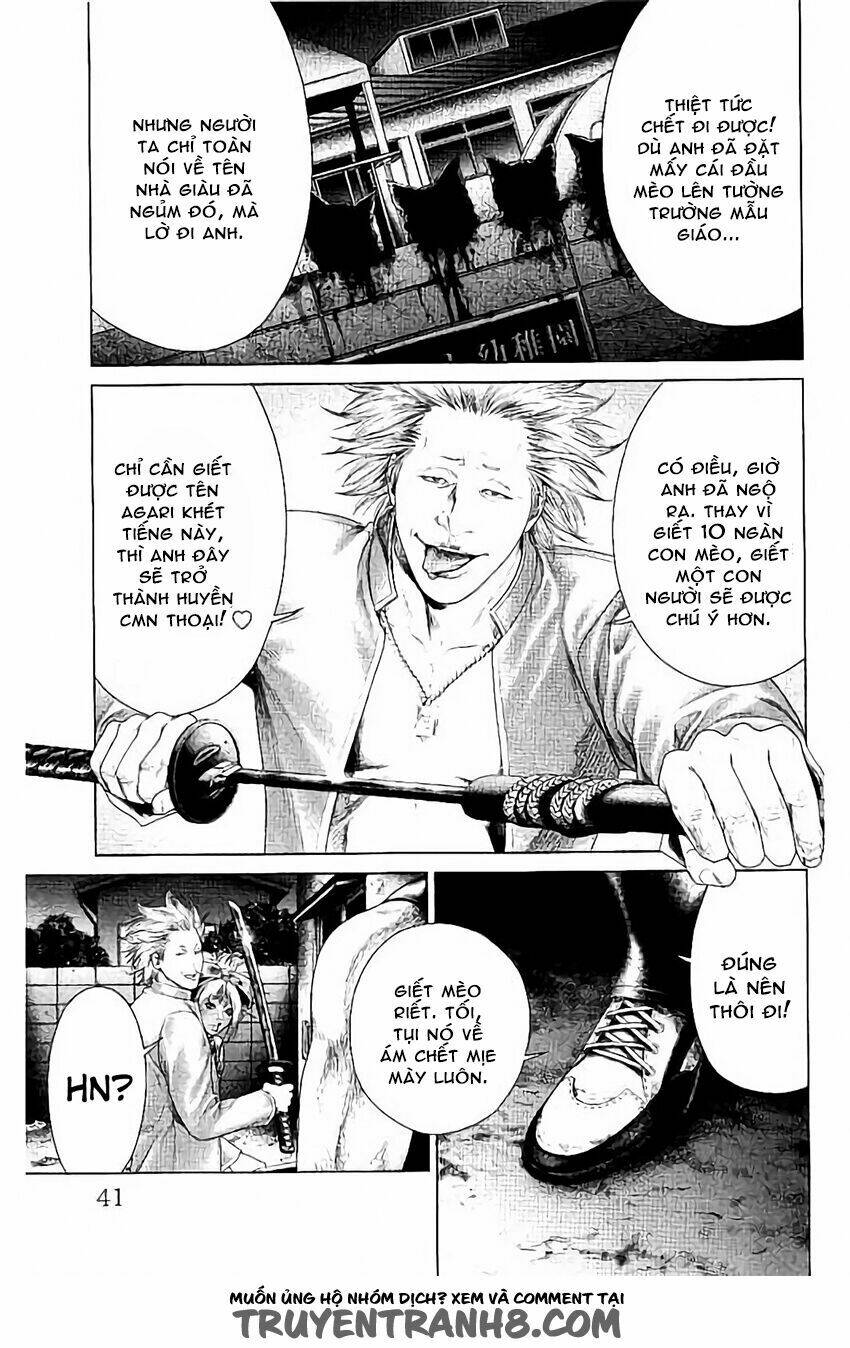 THIỆT TỨC
CHẾT ĐI ĐƯỢC!
DÙ ANH ĐÃ ĐẶT
MẤY CÁI ĐẦU
MÈO LÊN TƯỜNG
TRƯỜNG MẪU
GIÁO...
NHƯNG NGƯỜI
TA CHỈ TOÀN
NÓI VỀ TÊN
NHÀ GIÀU ĐÃ
NGỦM ĐÓ, MÀ
LỜ ĐI ANH.
幼稚園
CÓ ĐIỀU, GIỜ
ANH ĐÃ NGỘ
RA. THAY VÌ
GIẾT 10 NGÀN
CON MÈO, GIẾT
MỘT CON
NGƯỜI SẼ ĐƯỢC
CHÚ Ý HƠN.
CHỈ CẦN GIẾT
ĐƯỢC TÊN
AGARI KHÉT
TIẾNG NÀY,
THÌ ANH ĐÂY
SẼ TRỞ
THÀNH HUYỀN
CMN THOẠI! ♡
ĐÚNG
LÀ NÊN
THÔI ĐI!
GIẾT MÈO
RIẾT. TỐI,
TỤI NÓ VỀ
ÁM CHẾT MỊE
MÀY LUÔN.
HN?
41
MUỐN ỦNG HỘ NHÓM DỊCH? XEM VÀ COMMENT TẠI
TRUYENTRANH8.COM